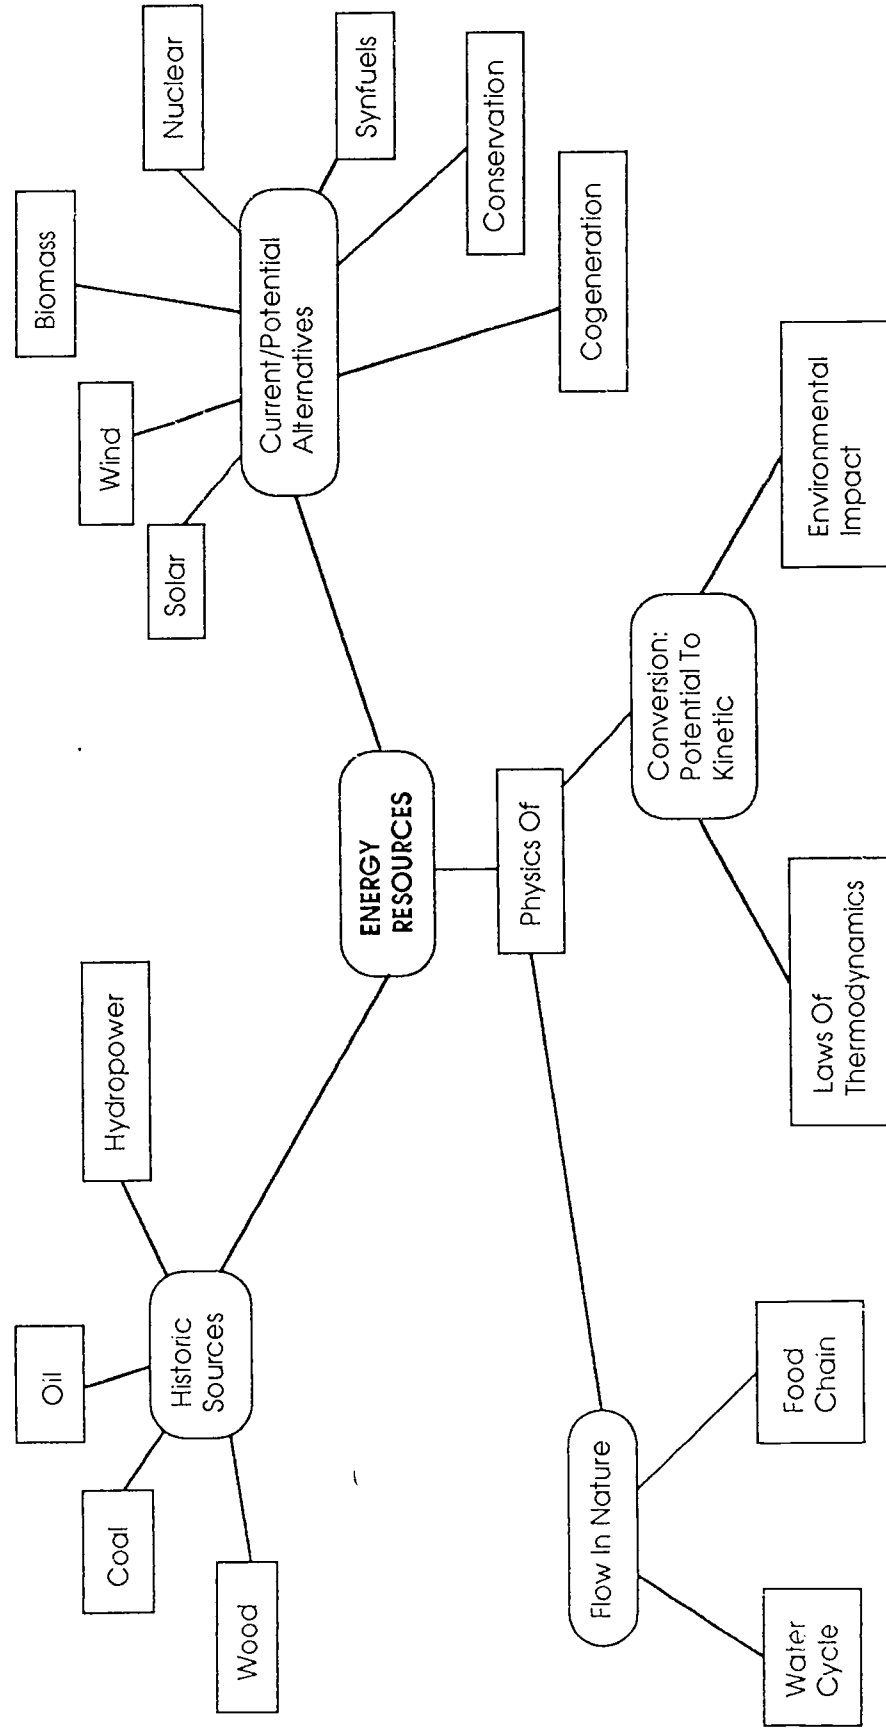 Oil
Hydropower
Coal
Historic
Sources
Wood
Biomass
Wind
Nuclear
Solar
Current/Potential
Alternatives
Synfuels
Conservation
Cogeneration
ENERGY
RESOURCES
Physics Of
Flow In Nature
Conversion:
Potential To
Kinetic
Water
Cycle
Food
Chain
Laws Of
Thermodynamics
Environmental
Impact